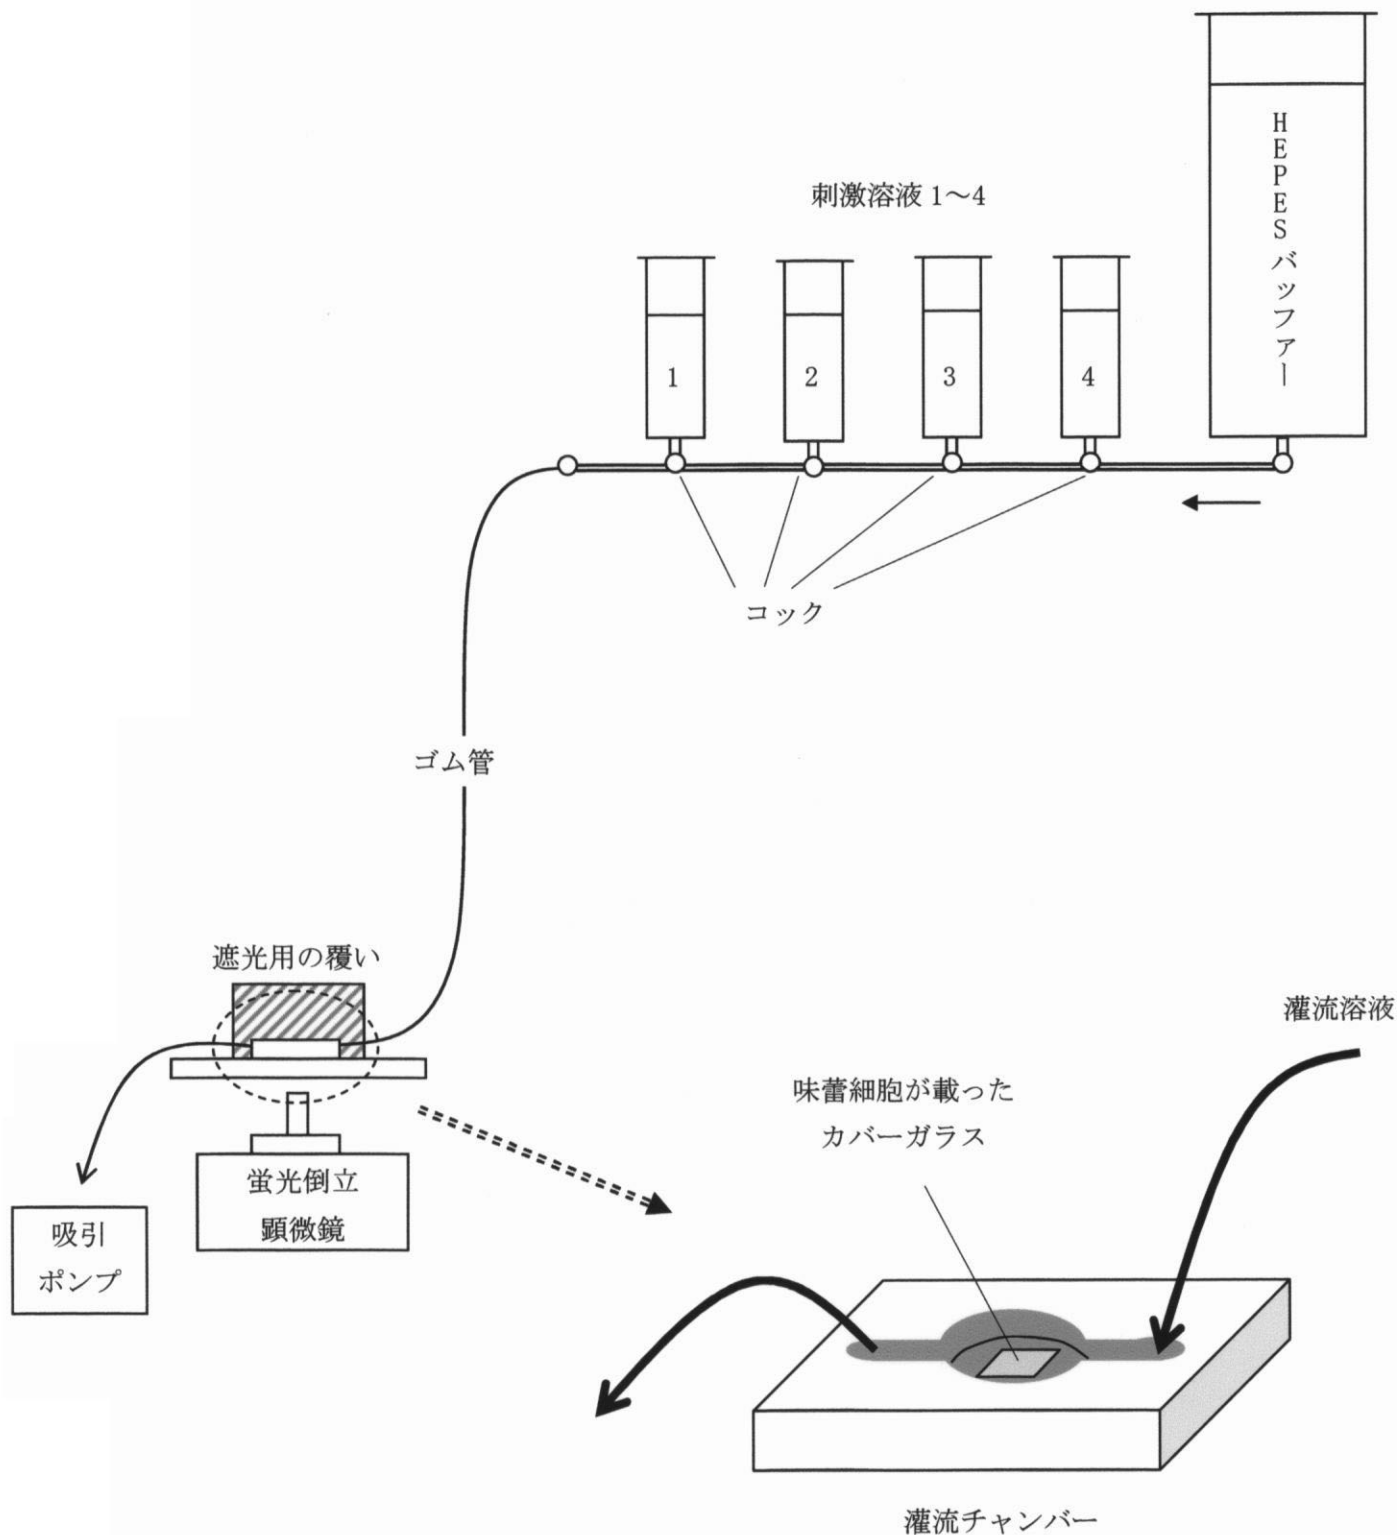 HEPES バッファー
刺激溶液 1～4
1
2
3
4
コック
ゴム管
遮光用の覆い
灌流溶液
味蕾細胞が載った
カバーガラス
蛍光倒立
顕微鏡
吸引
ポンプ
灌流チャンバー